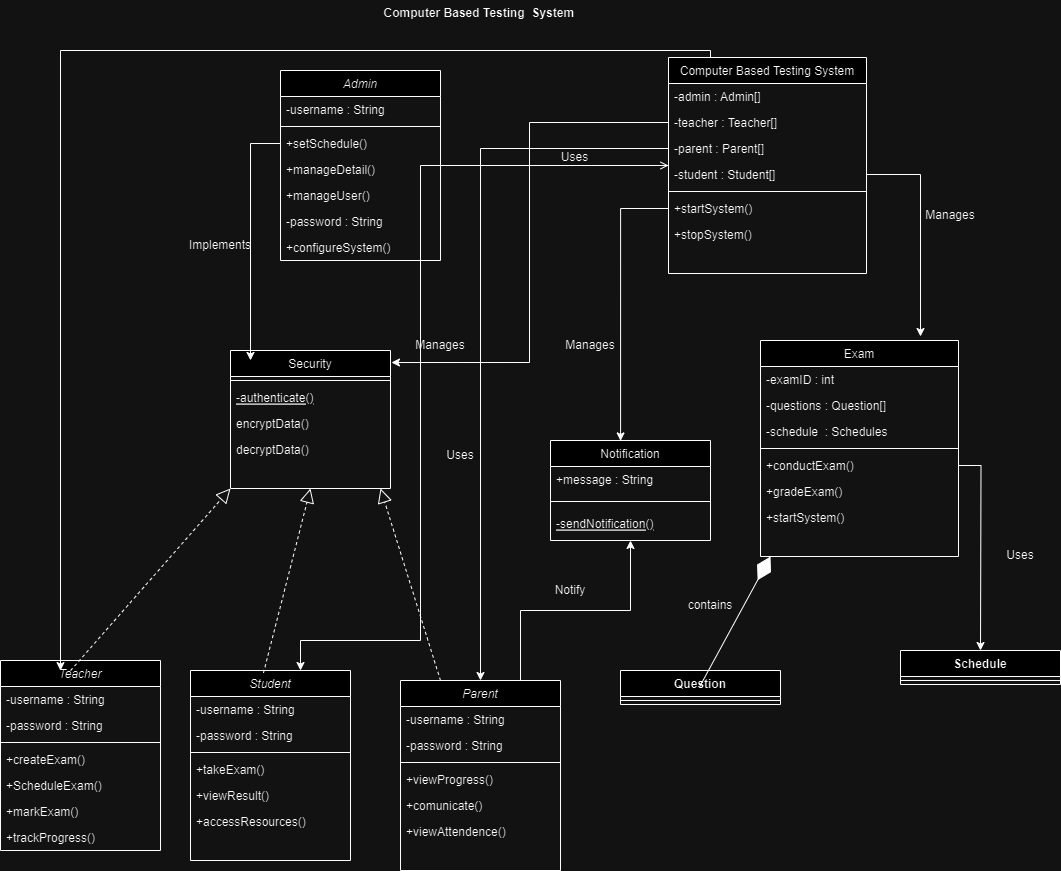 Computer Based Testing  System
Admin
-username : String
+setSchedule()
+manageDetail()
+manageUser()
-password : String
+configureSystem()
Computer Based Testing System
-admin : Admin[]
-teacher : Teacher[]
-parent : Parent[]
-student : Student[]
+startSystem()
+stopSystem()
Uses
Manages
Implements
Manages
Manages
Security
-authenticate()
encryptData()
decryptData()
Exam
-examID : int
-questions : Question[]
-schedule  : Schedules
+conductExam()
+gradeExam()
+startSystem()
Uses
Notification
+message : String
-sendNotification()
Uses
Notify
contains
Teacher
-username : String
-password : String
+createExam()
+ScheduleExam()
+markExam()
+trackProgress()
Student
-username : String
-password : String
+takeExam()
+viewResult()
+accessResources()
Parent
-username : String
-password : String
+viewProgress()
+comunicate()
+viewAttendence()
Question
Schedule